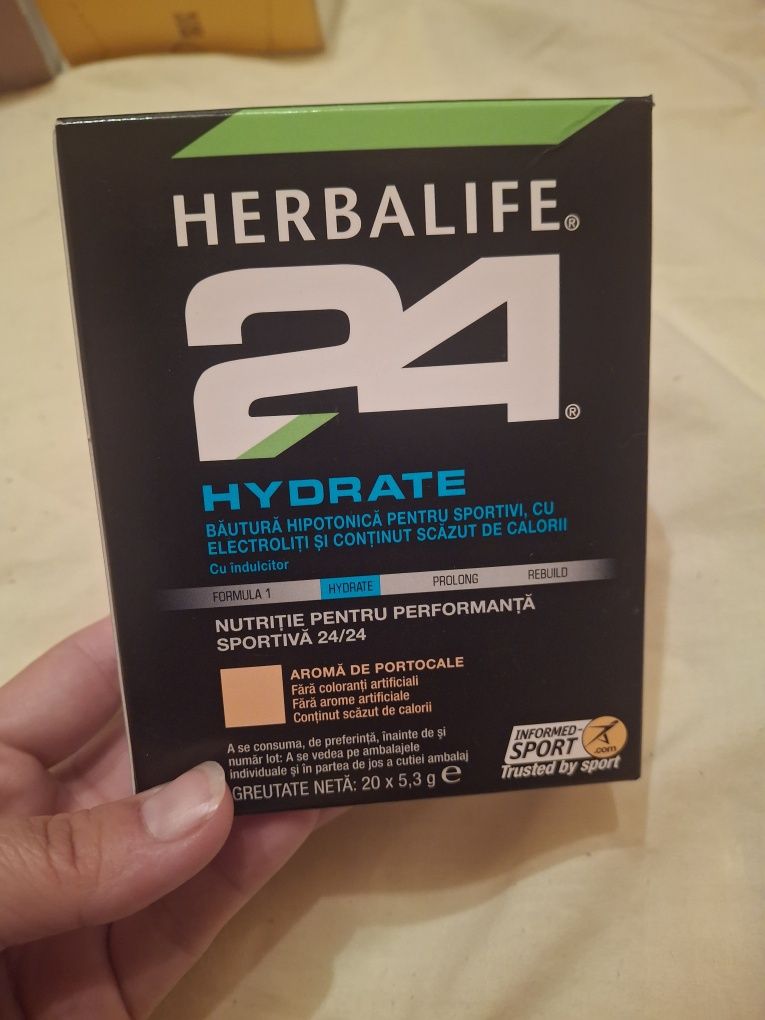 HERBALIFE®
24®
HYDRATE
BĂUTURĂ HIPOTONICĂ PENTRU SPORTIVI, CU
ELECTROLIȚI ȘI CONȚINUT SCĂZUT DE CALORII
Cu îndulcitor
FORMULA 1 HYDRATE PROLONG REBUILD
NUTRIȚIE PENTRU PERFORMANȚĂ
SPORTIVĂ 24/24
AROMĂ DE PORTOCALE
Fără coloranți artificiali
Fără arome artificiale
Conținut scăzut de calorii
A se consuma, de preferință, înainte de și
număr lot: A se vedea pe ambalajele
individuale și în partea de jos a cutiei ambalaj
GREUTATE NETĂ: 20 x 5,3 g e
INFORMED-
SPORT
.com
Trusted by sport